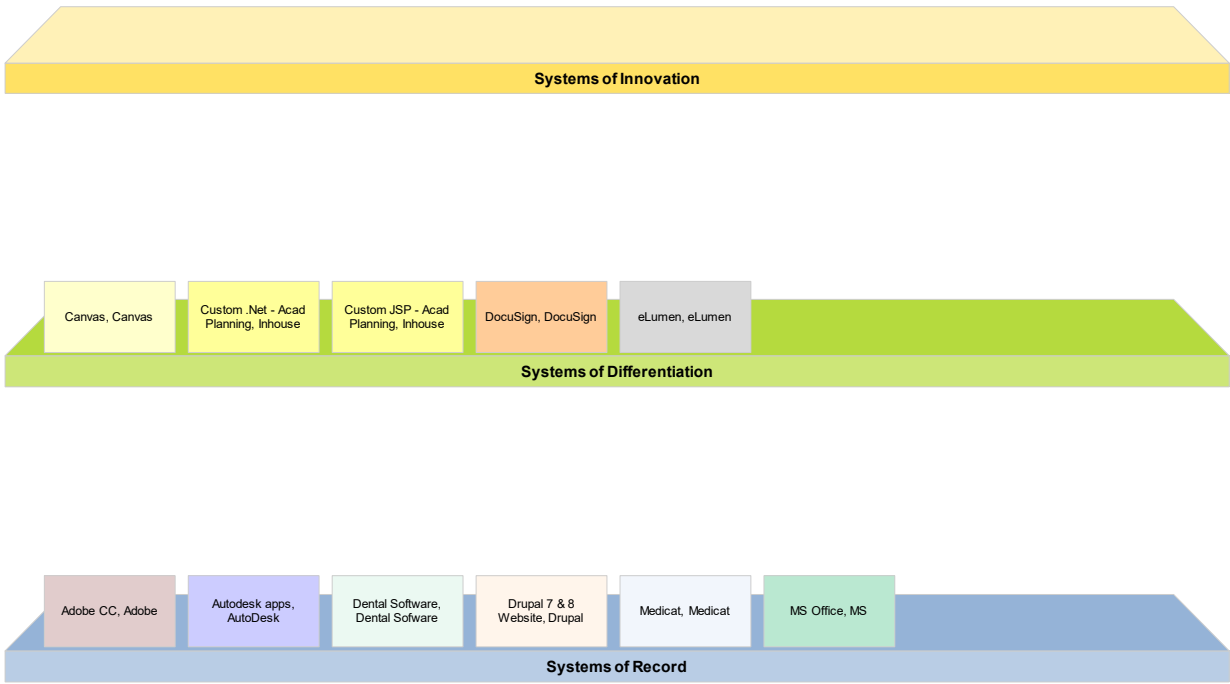 Systems of Innovation
Canvas, Canvas
Custom .Net - Acad
Planning, Inhouse
Custom JSP - Acad
Planning, Inhouse
DocuSign, DocuSign
eLumen, eLumen
Systems of Differentiation
Adobe CC, Adobe
Autodesk apps,
AutoDesk
Dental Software,
Dental Sofware
Drupal 7 & 8
Website, Drupal
Medicat, Medicat
MS Office, MS
Systems of Record